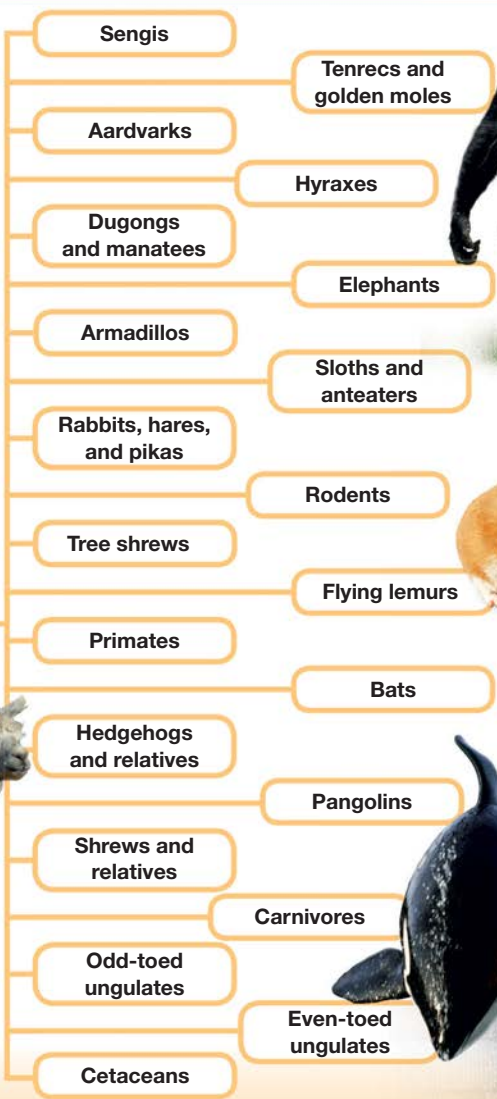 Sengis
Tenrecs and
golden moles
Aardvarks
Hyraxes
Dugongs
and manatees
Elephants
Armadillos
Sloths and
anteaters
Rabbits, hares,
and pikas
Rodents
Tree shrews
Flying lemurs
Primates
Bats
Hedgehogs
and relatives
Pangolins
Shrews and
relatives
Carnivores
Odd-toed
ungulates
Even-toed
ungulates
Cetaceans